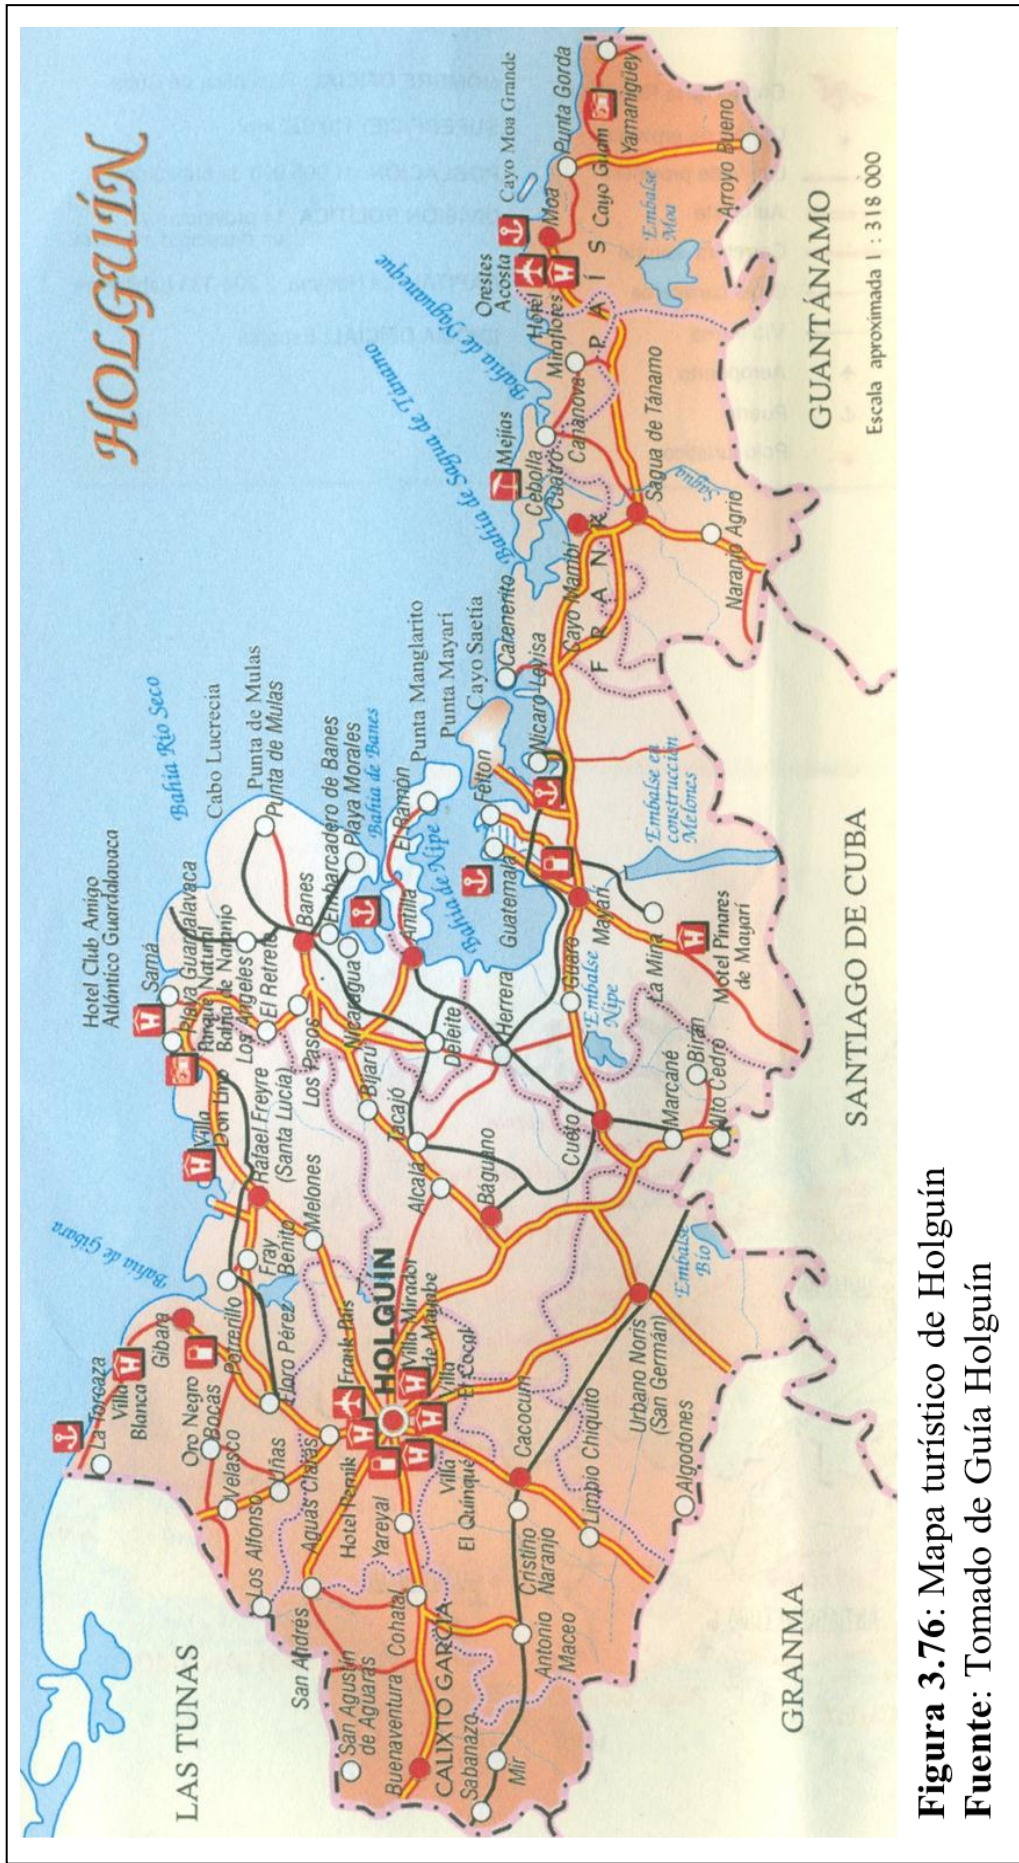 HOLGUÍN
LAS TUNAS
GRANMA
SANTIAGO DE CUBA
GUANTÁNAMO
Escala aproximada 1 : 318 000
La Torcaza
Villa
Blanca
Gibara
Bahía de Gibara
Oro Negro
Bocas
Velasco
Uñas
Los Alfonso
Potrerillo
Floro Pérez
Fray
Benito
Aguas Claras
San Andrés
San Agustín
de Aguaras
Buenaventura
CALIXTO GARCÍA
Sabanazo
Mir
Cohatal
Antonio
Maceo
Yareyal
Hotel Pernik
Frank País
HOLGUÍN
Villa Mirador
de Mayabe
Villa
El Cocal
Villa
El Quinqué
Cacocum
Cristino
Naranjo
Limpio Chiquito
Algodones
Urbano Noris
(San Germán)
Embalse
Bio
Villa
Don Lino
Rafael Freyre
(Santa Lucía)
Melones
Hotel Club Amigo
Atlántico Guardalavaca
Samá
Playa Guardalavaca
Parque Natural
Bahía de Naranjo
Los Angeles
El Retrete
Los Pasos
Bahía Río Seco
Cabo Lucrecia
Punta de Mulas
Punta de Mulas
Banes
Embarcadero de Banes
Playa Morales
Bahía de Banes
Nicaragua
Bijarú
Tacajó
Alcalá
Báguano
Deleite
Antilla
El Ramón
Punta Manglarito
Punta Mayarí
Cayo Saetía
Bahía de Nipe
Herrera
Guatemala
Felton
Guaro
Mayarí
Embalse
Nipe
Cueto
Marcané
Alto Cedro
Birán
La Mina
Motel Pinares
de Mayarí
Embalse en
construcción
Melones
Nicaro-Levisa
Carenerito
Cayo Mambí
FRANK PAÍS
Bahía de Sagua de Tánamo
Bahía de Yaguaneque
Mejías
Cebolla
Cuatro
Cananova
Sagua de Tánamo
Sagua
Naranjo Agrio
Orestes
Acosta
Hotel
Miraflores
Moa
Cayo Moa Grande
Punta Gorda
Cayo Guam
Yamanigüey
Embalse
Moa
Arroyo Bueno
Figura 3.76: Mapa turístico de Holguín
Fuente: Tomado de Guía Holguín